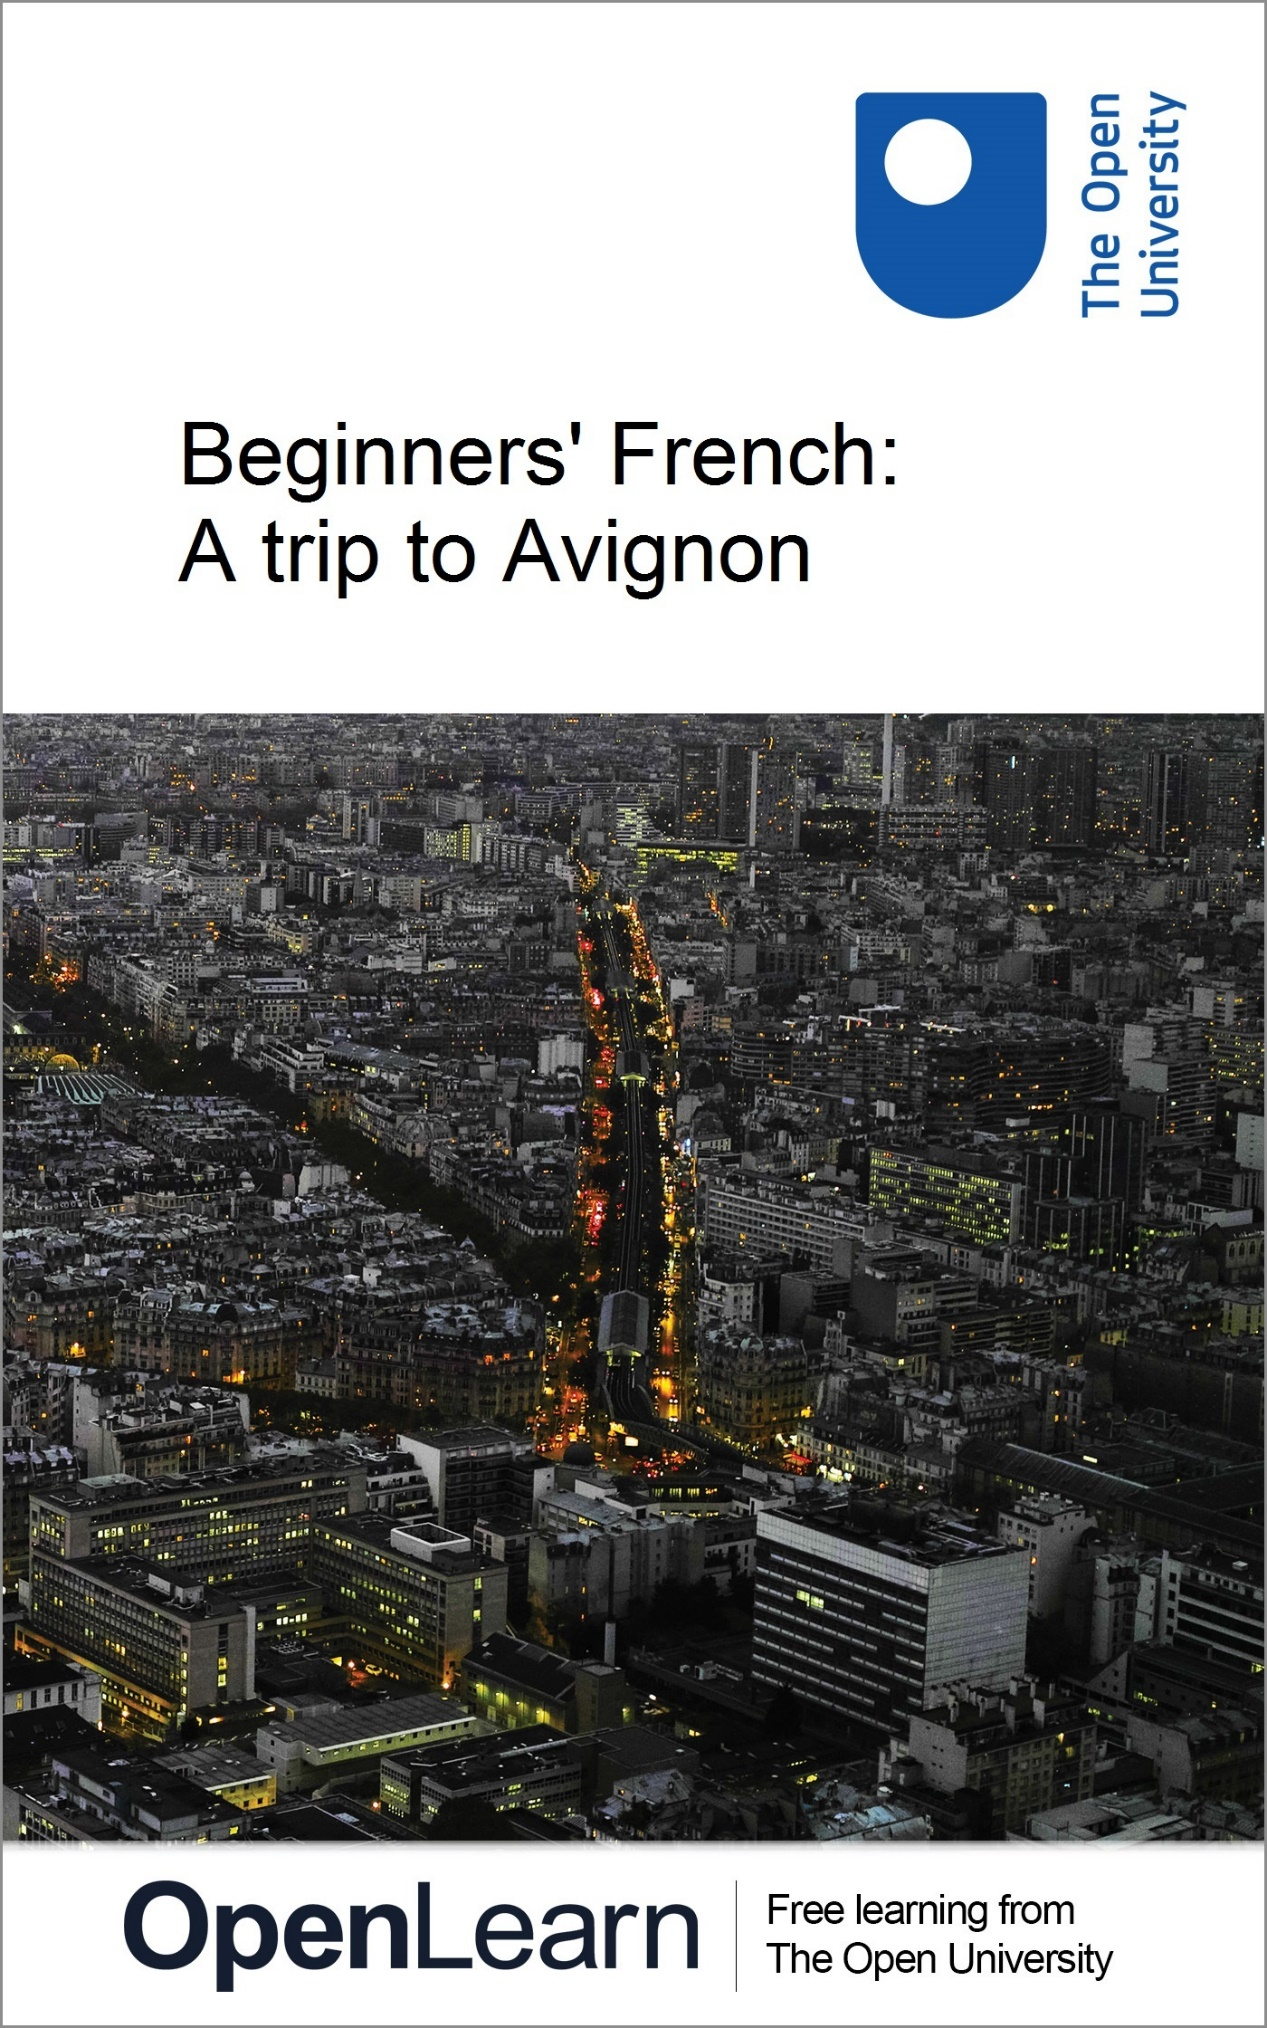 The Open
University
Beginners' French:
A trip to Avignon
OpenLearn
Free learning from
The Open University